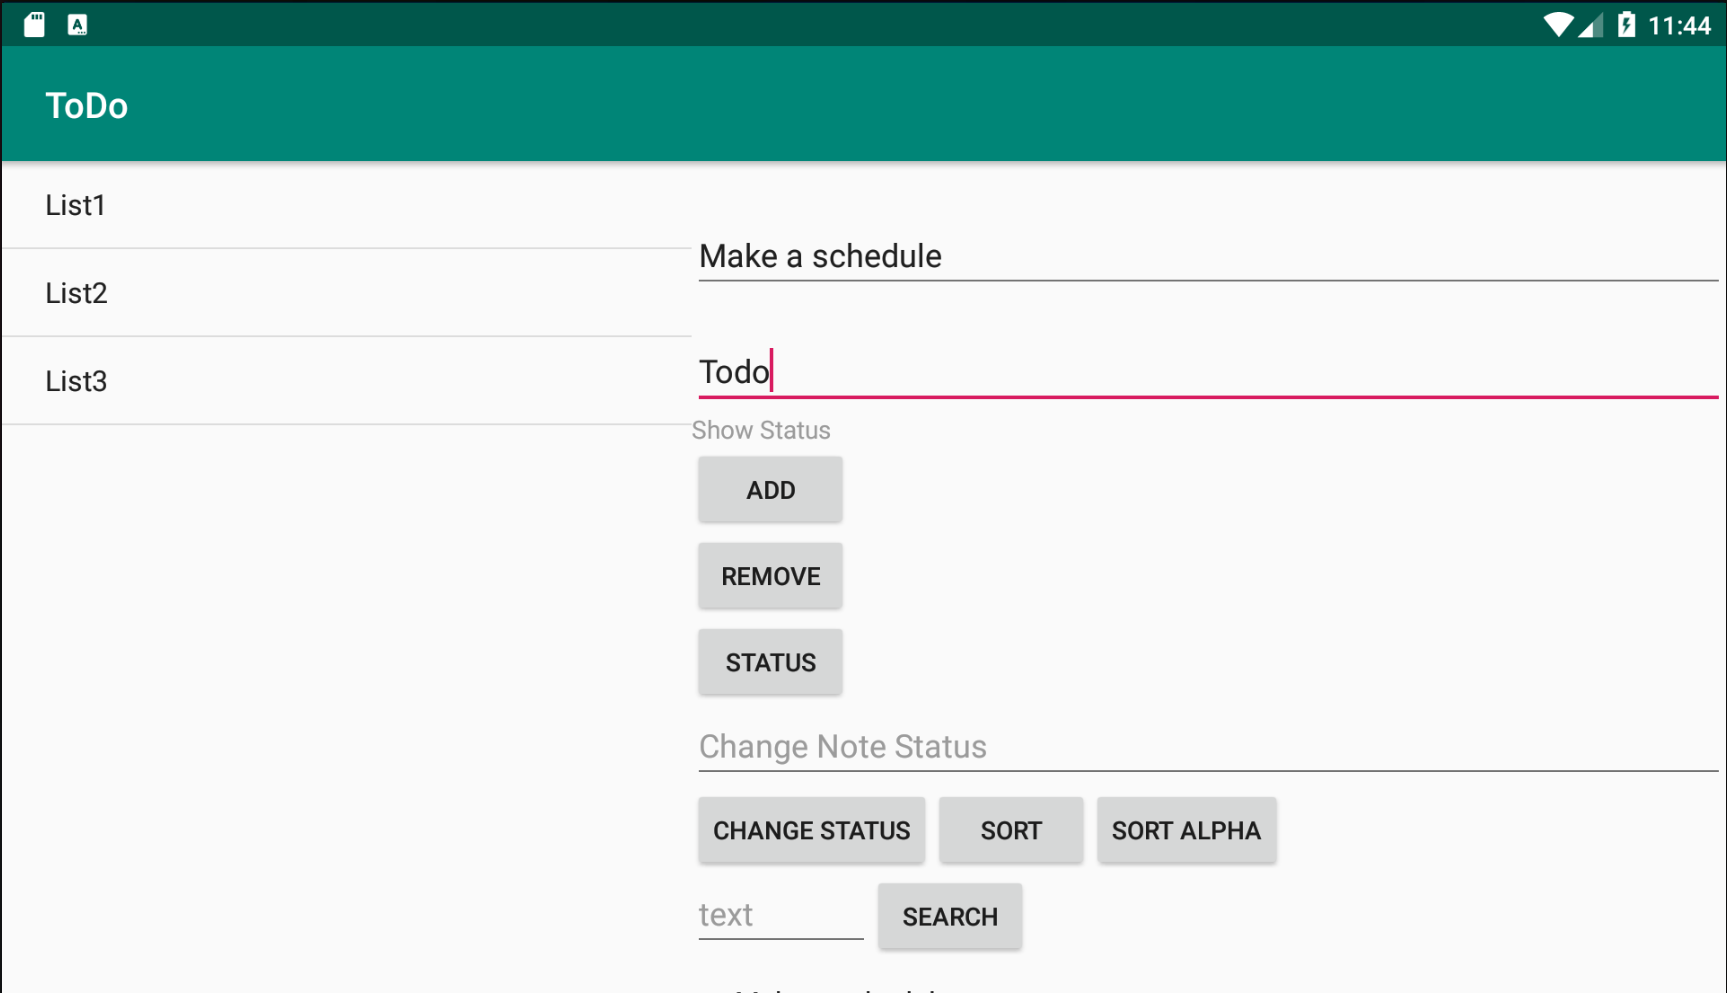 11:44
ToDo
List1
List2
List3
Make a schedule
Todo
Show Status
ADD
REMOVE
STATUS
Change Note Status
CHANGE STATUS SORT SORT ALPHA
text SEARCH